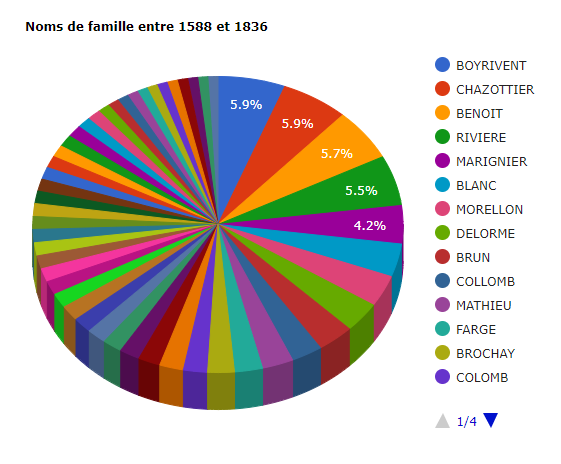 Noms de famille entre 1588 et 1836
5.9%
5.9%
5.7%
5.5%
4.2%
BOYRIVENT
CHAZOTTIER
BENOIT
RIVIERE
MARIGNIER
BLANC
MORELLON
DELORME
BRUN
COLLOMB
MATHIEU
FARGE
BROCHAY
COLOMB
1/4